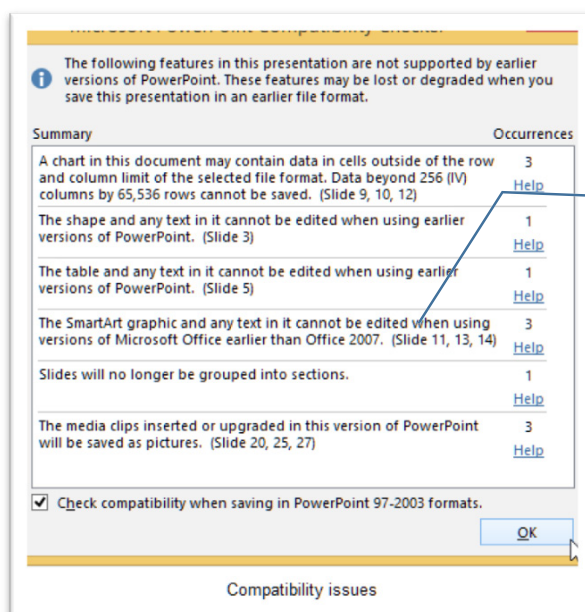 The following features in this presentation are not supported by earlier
versions of PowerPoint. These features may be lost or degraded when you
save this presentation in an earlier file format.
Summary Occurrences
A chart in this document may contain data in cells outside of the row 3
and column limit of the selected file format. Data beyond 256 (IV)
columns by 65,536 rows cannot be saved. (Slide 9, 10, 12) Help
The shape and any text in it cannot be edited when using earlier 1
versions of PowerPoint. (Slide 3)
Help
The table and any text in it cannot be edited when using earlier 1
versions of PowerPoint. (Slide 5)
Help
The SmartArt graphic and any text in it cannot be edited when using 3
versions of Microsoft Office earlier than Office 2007. (Slide 11, 13, 14) Help
Slides will no longer be grouped into sections. 1
Help
The media clips inserted or upgraded in this version of PowerPoint 3
will be saved as pictures. (Slide 20, 25, 27) Help
Check compatibility when saving in PowerPoint 97-2003 formats.
OK
Compatibility issues